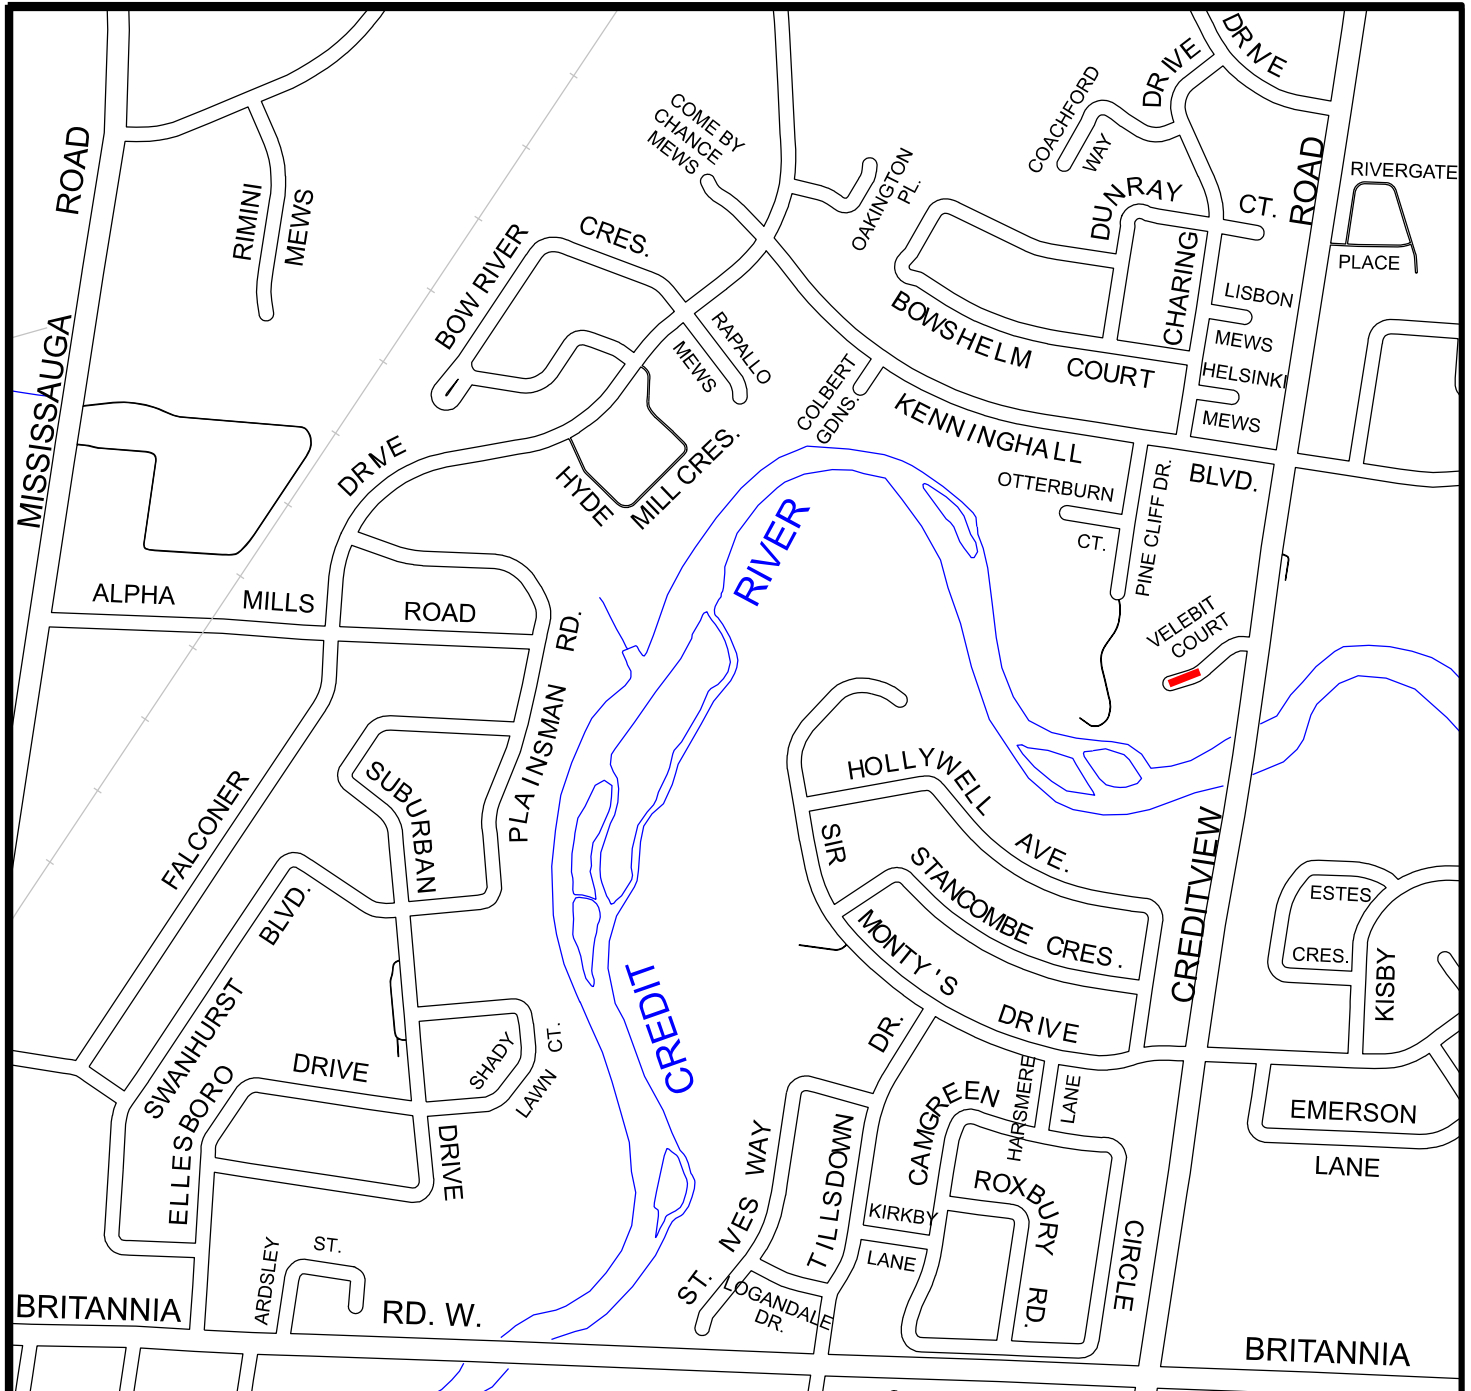 DRIVE
DRIVE
COACHFORD
WAY
ROAD
RIVERGATE
PLACE
COME BY
CHANCE
MEWS
OAKINGTON
PL.
DUNRAY
CT.
ROAD
RIMINI
MEWS
BOW RIVER
CRES.
CHARING
LISBON
MEWS
HELSINKI
MEWS
BOWSHELM
COURT
RAPALLO
MEWS
COLBERT
GDNS.
KENNINGHALL
BLVD.
MISSISSAUGA
DRIVE
HYDE
MILL CRES.
OTTERBURN
CT.
PINE CLIFF DR.
RIVER
ALPHA
MILLS
ROAD
VELEBIT
COURT
PLAINSMAN
RD.
FALCONER
SUBURBAN
HOLLYWELL
AVE.
SIR
STANCOMBE
CRES.
MONTY'S
DRIVE
CREDITVIEW
ESTES
CRES.
KISBY
SWANHURST
BLVD.
CREDIT
DR.
SHADY
LAWN
CT.
ELLESBORO
DRIVE
DRIVE
HARSMERE
LANE
CAMGREEN
CIRCLE
EMERSON
LANE
ST.
IVES
WAY
TILLSDOWN
ROXBURY
RD.
KIRKBY
LANE
ARDSLEY
ST.
LOGANDALE
DR.
BRITANNIA
RD. W.
BRITANNIA